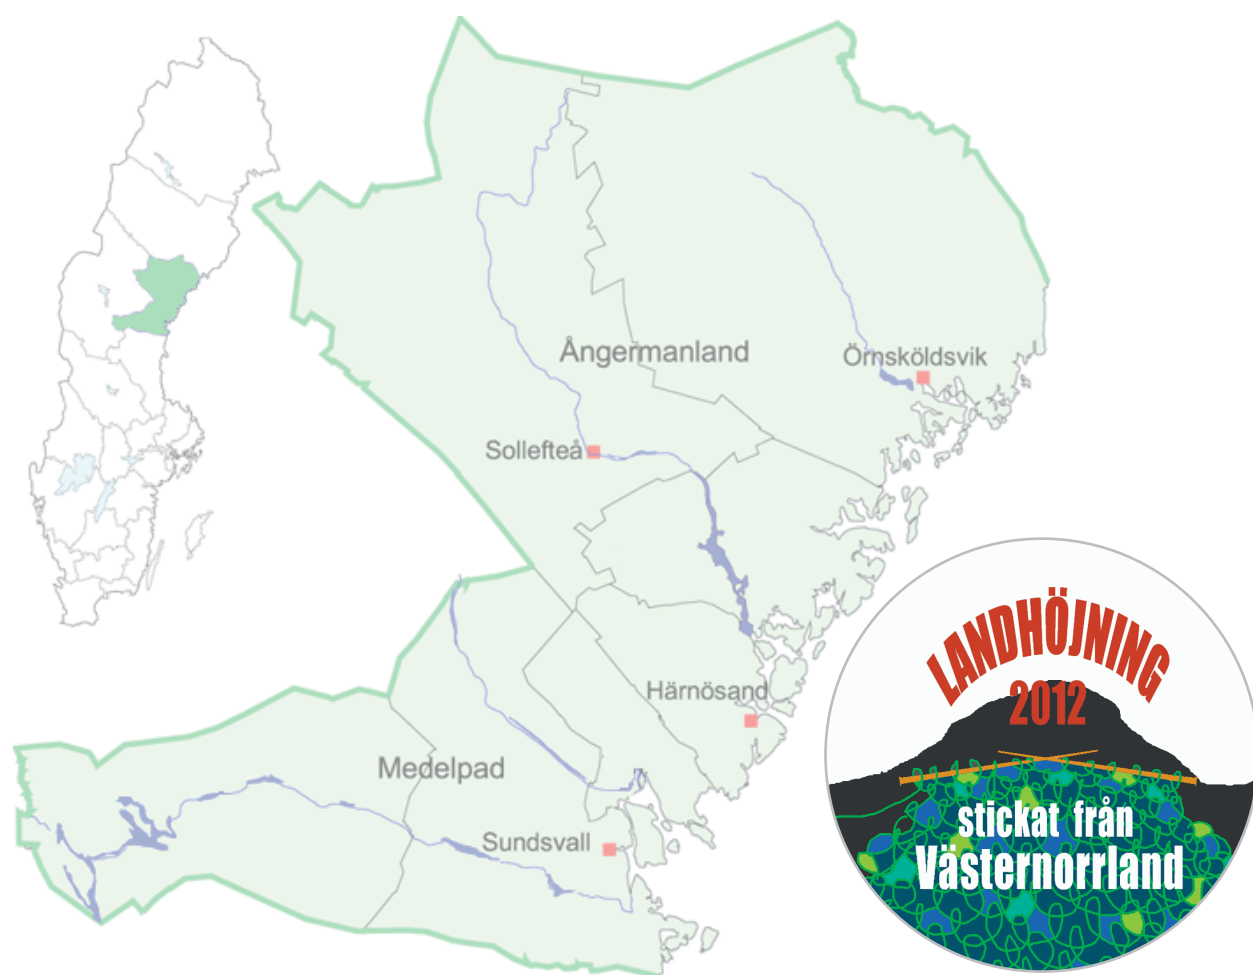 Ångermanland
Örnsköldsvik
Sollefteå
Härnösand
Medelpad
Sundsvall
LANDHÖJNING
2012
stickat från
Västernorrland